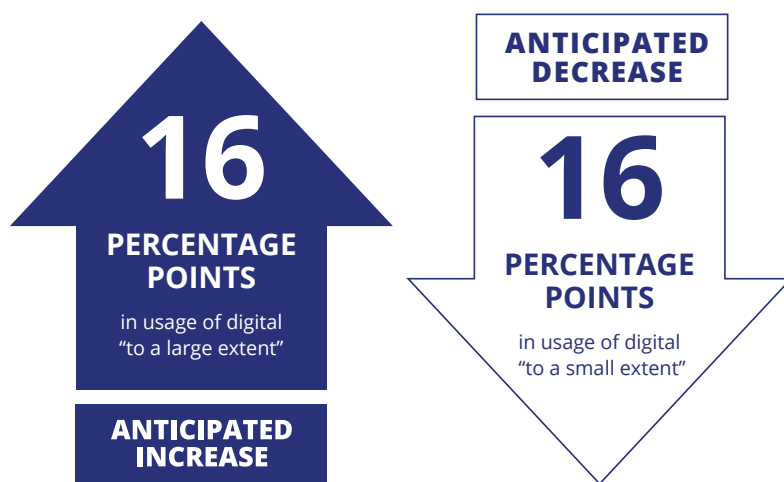 16
PERCENTAGE
POINTS
in usage of digital
“to a large extent”
ANTICIPATED
INCREASE
ANTICIPATED
DECREASE
16
PERCENTAGE
POINTS
in usage of digital
“to a small extent”